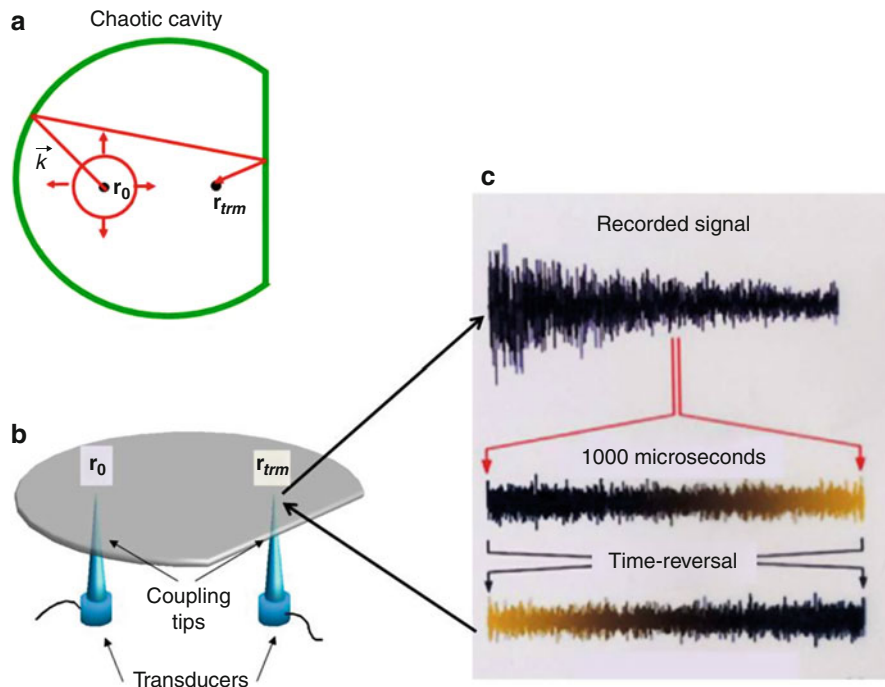 a
Chaotic cavity
k
r0
rtrm
b
r0
rtrm
Coupling
tips
Transducers
c
Recorded signal
1000 microseconds
Time-reversal